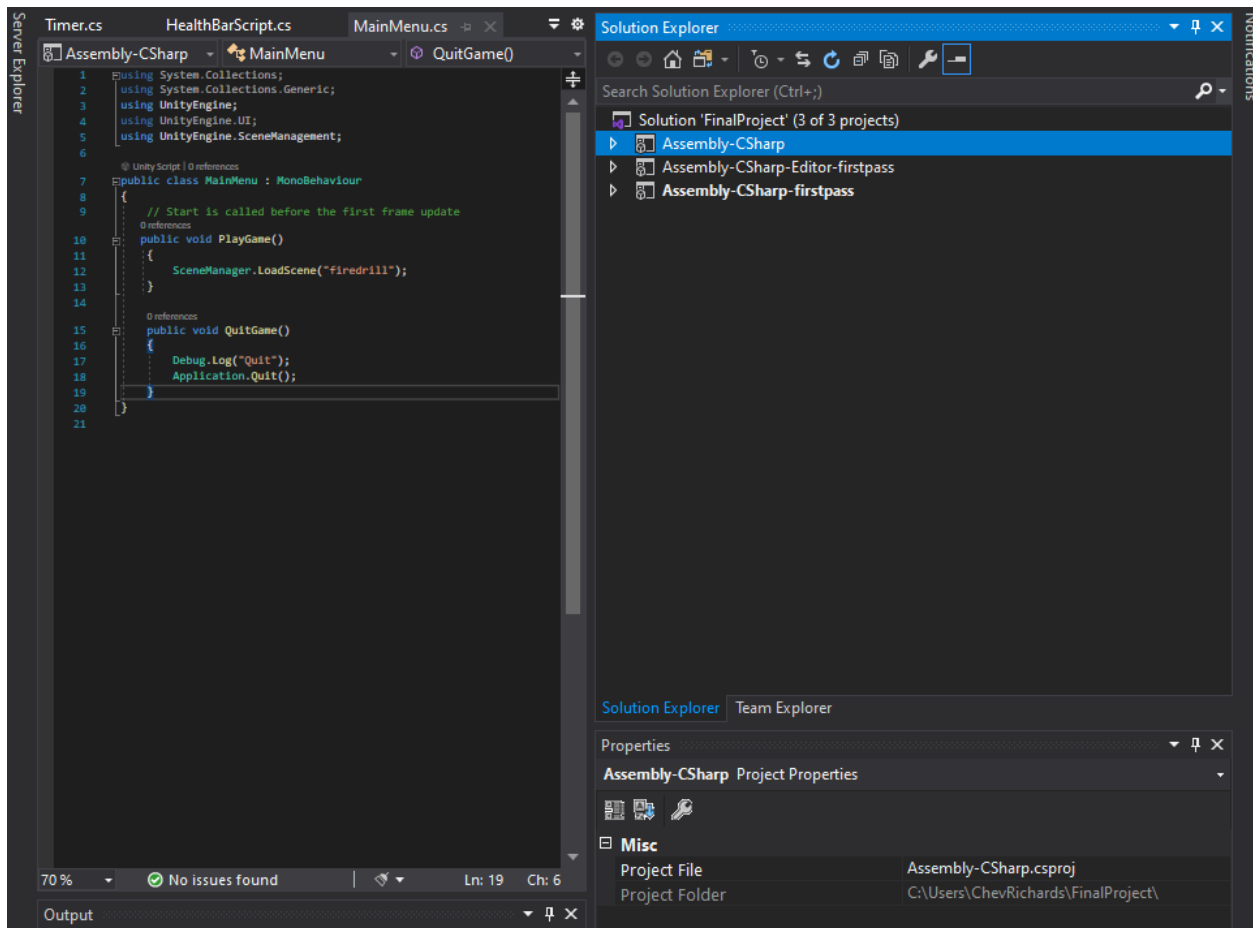 Server Explorer
Timer.cs HealthBarScript.cs MainMenu.cs
Assembly-CSharp MainMenu QuitGame()
1 using System.Collections;
2 using System.Collections.Generic;
3 using UnityEngine;
4 using UnityEngine.UI;
5 using UnityEngine.SceneManagement;
6
Unity Script | 0 references
7 public class MainMenu : MonoBehaviour
8 {
9 // Start is called before the first frame update
0 references
10 public void PlayGame()
11 {
12 SceneManager.LoadScene("firedrill");
13 }
14
0 references
15 public void QuitGame()
16 {
17 Debug.Log("Quit");
18 Application.Quit();
19 }
20 }
21
70 % No issues found Ln: 19 Ch: 6
Output
Solution Explorer
Search Solution Explorer (Ctrl+;)
Solution 'FinalProject' (3 of 3 projects)
Assembly-CSharp
Assembly-CSharp-Editor-firstpass
Assembly-CSharp-firstpass
Solution Explorer Team Explorer
Properties
Assembly-CSharp Project Properties
Misc
Project File Assembly-CSharp.csproj
Project Folder C:\Users\ChevRichards\FinalProject\
Notifications